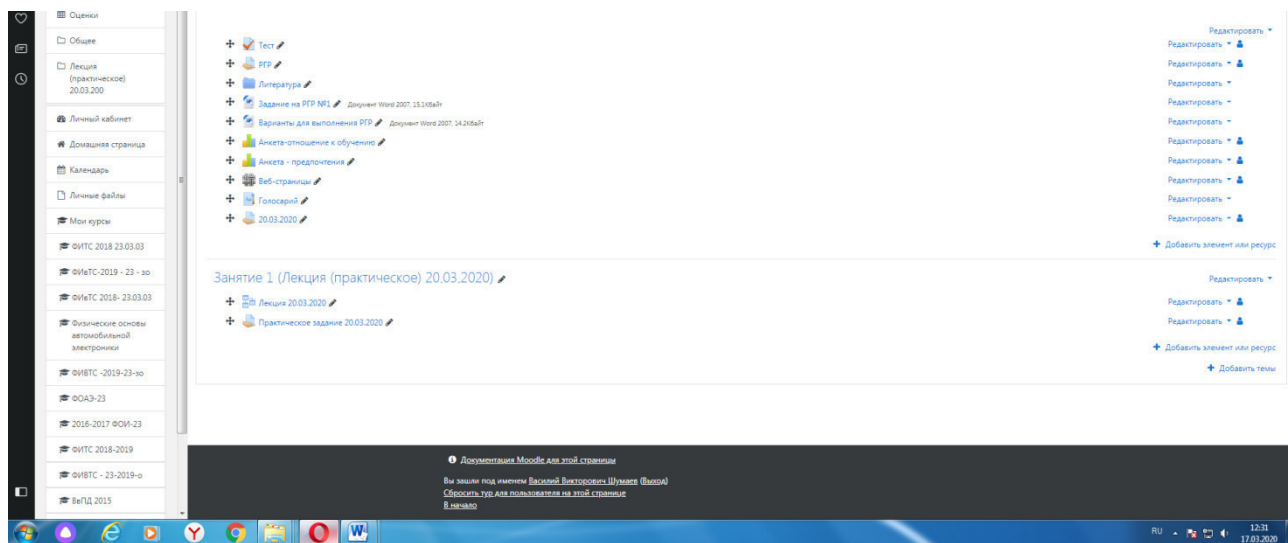 Оценки
Общее
Лекция
(практическое)
20.03.200
Личный кабинет
Домашняя страница
Календарь
Личные файлы
Мои курсы
ФИТС 2018 23.03.03
ФИвТС-2019 - 23 - зо
ФИвТС 2018- 23.03.03
Физические основы
автомобильной
электроники
ФИВТС -2019-23-зо
ФОАЭ-23
2016-2017 ФОИ-23
ФИТС 2018-2019
ФИВТС - 23-2019-о
ВвПД 2015
Редактировать
Тест Редактировать
РГР Редактировать
Литература Редактировать
Задание на РГР №1 Документ Word 2007, 15.1Кбайт Редактировать
Варианты для выполнения РГР Документ Word 2007, 14.2Кбайт Редактировать
Анкета-отношение к обучению Редактировать
Анкета - предпочтения Редактировать
Веб-страницы Редактировать
Голосарий Редактировать
20.03.2020 Редактировать
Добавить элемент или ресурс
Занятие 1 (Лекция (практическое) 20.03.2020) Редактировать
Лекция 20.03.2020 Редактировать
Практическое задание 20.03.2020 Редактировать
Добавить элемент или ресурс
Добавить темы
Документация Moodle для этой страницы
Вы зашли под именем Василий Викторович Шумаев (Выход)
Сбросить тур для пользователя на этой странице
В начало
RU 12:31
17.03.2020